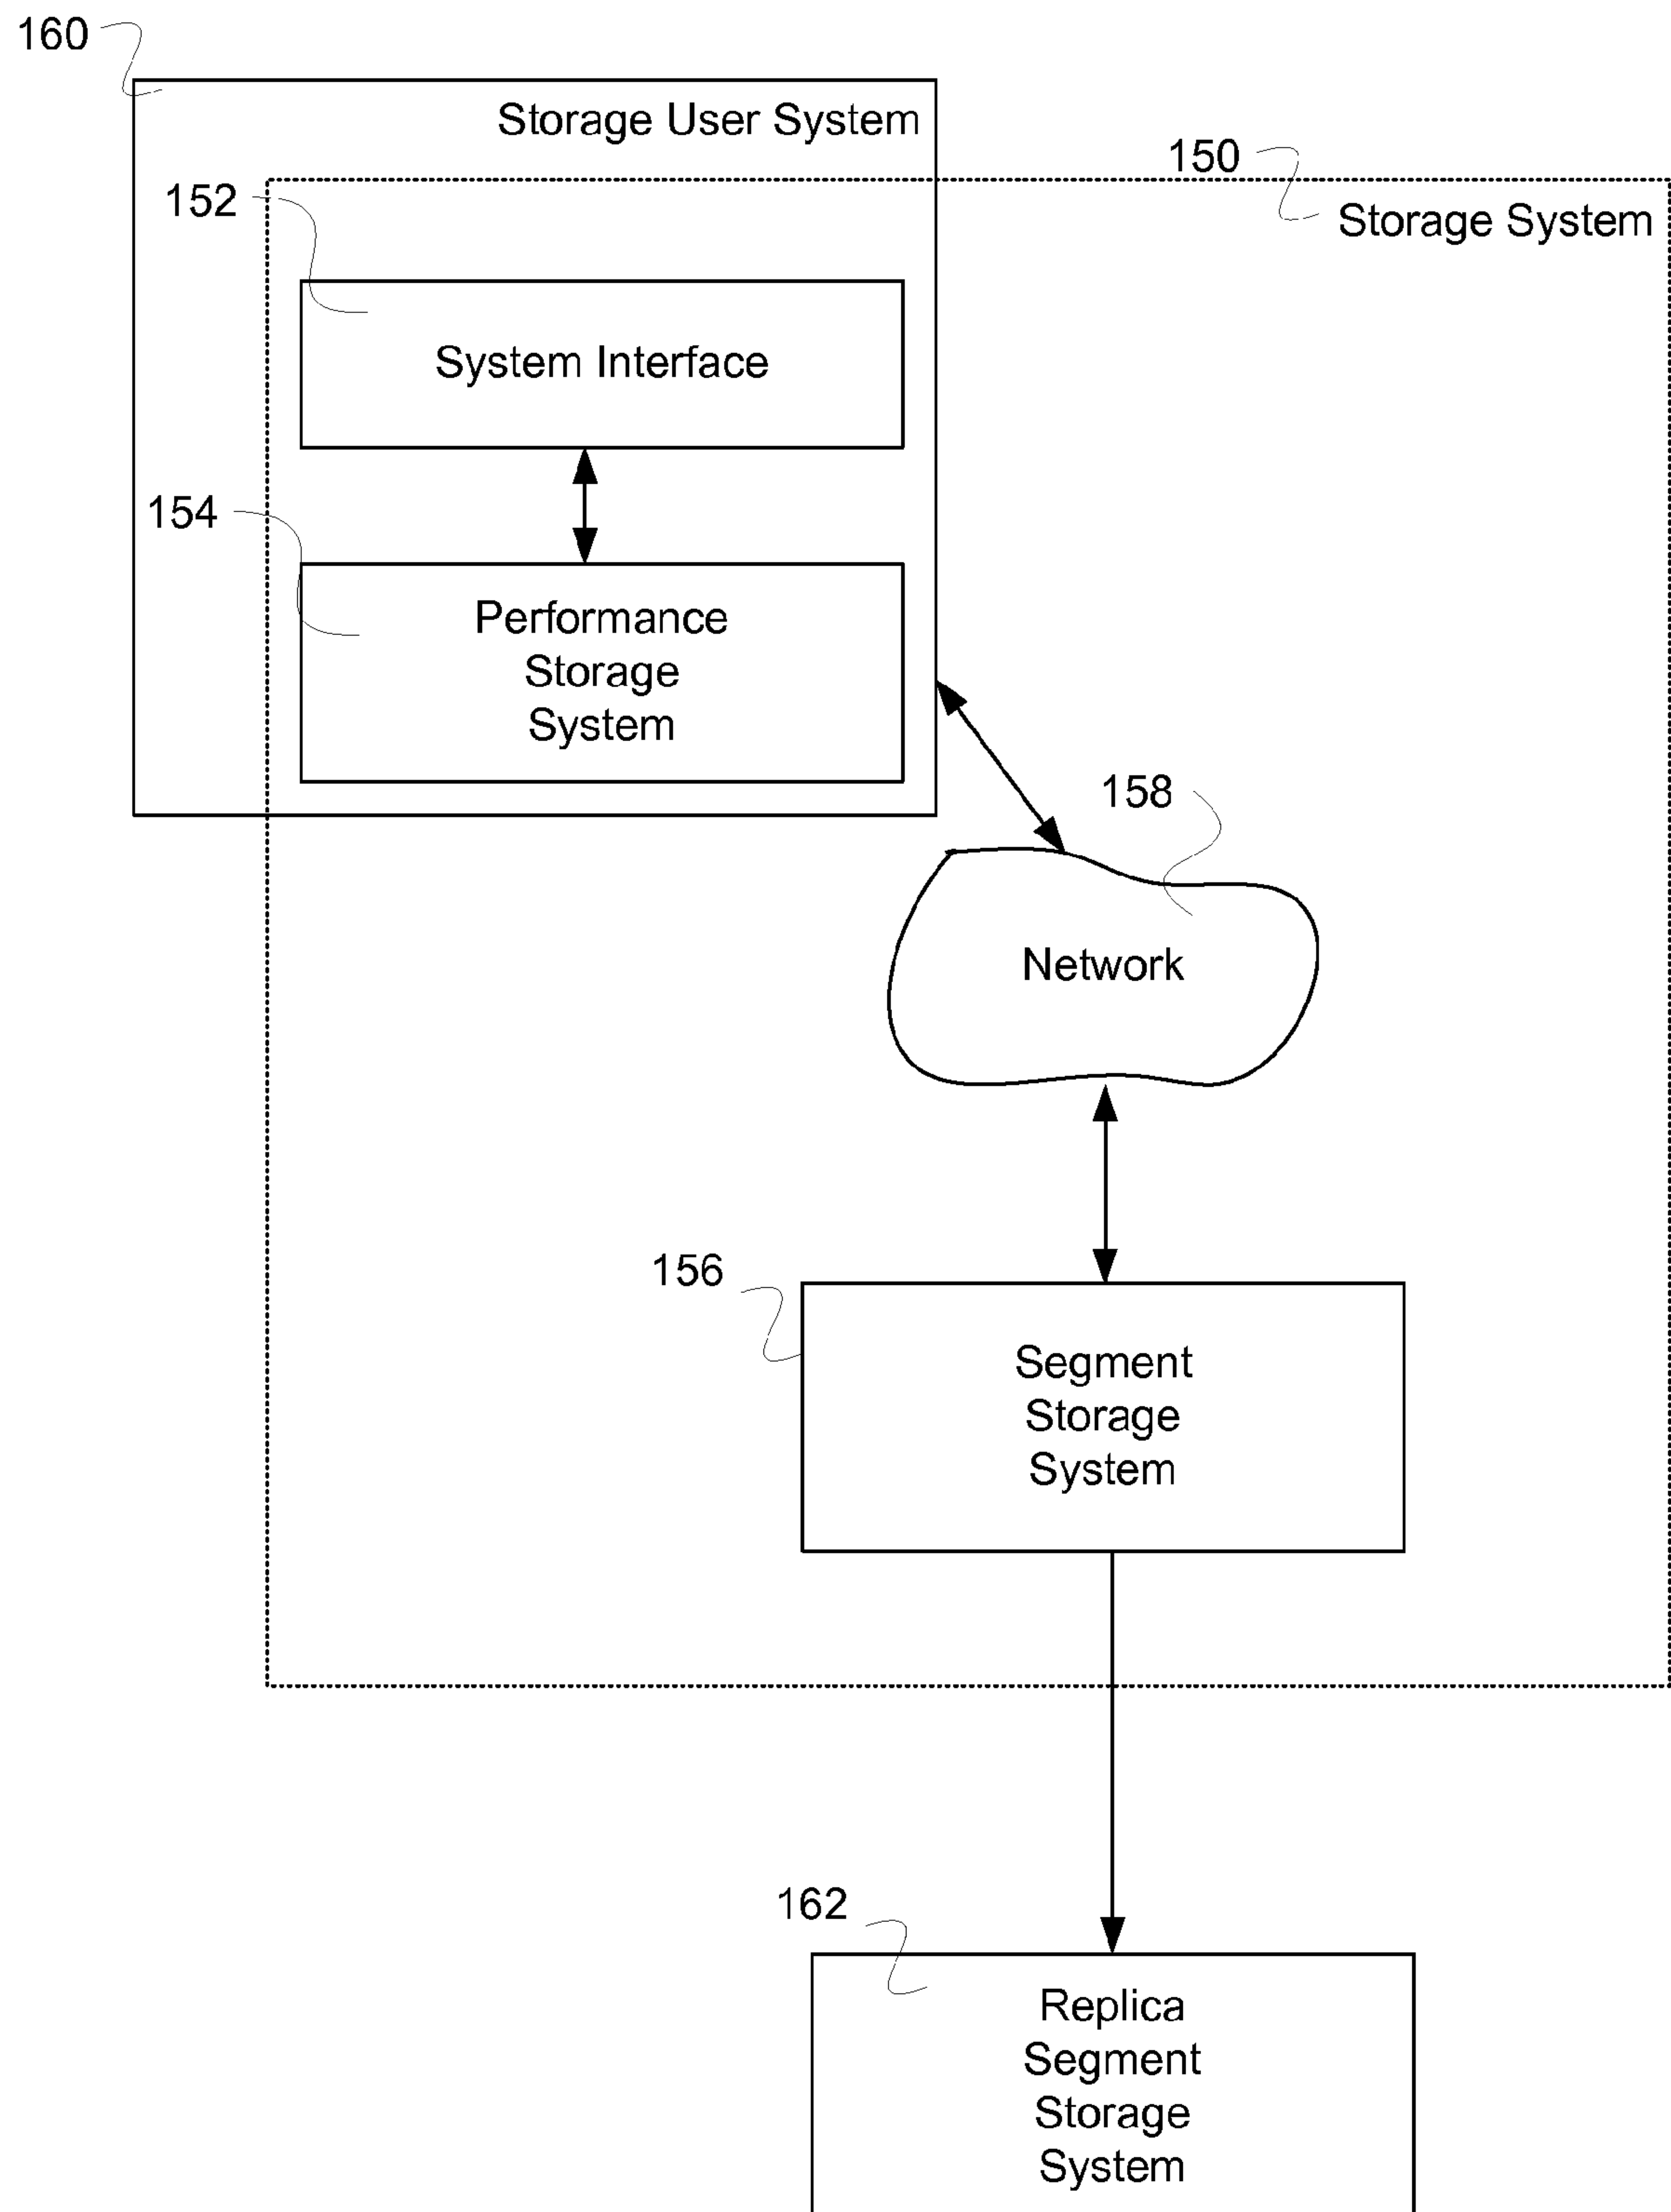 160
Storage User System
150
Storage System
152
System Interface
154
Performance
Storage
System
158
Network
156
Segment
Storage
System
162
Replica
Segment
Storage
System